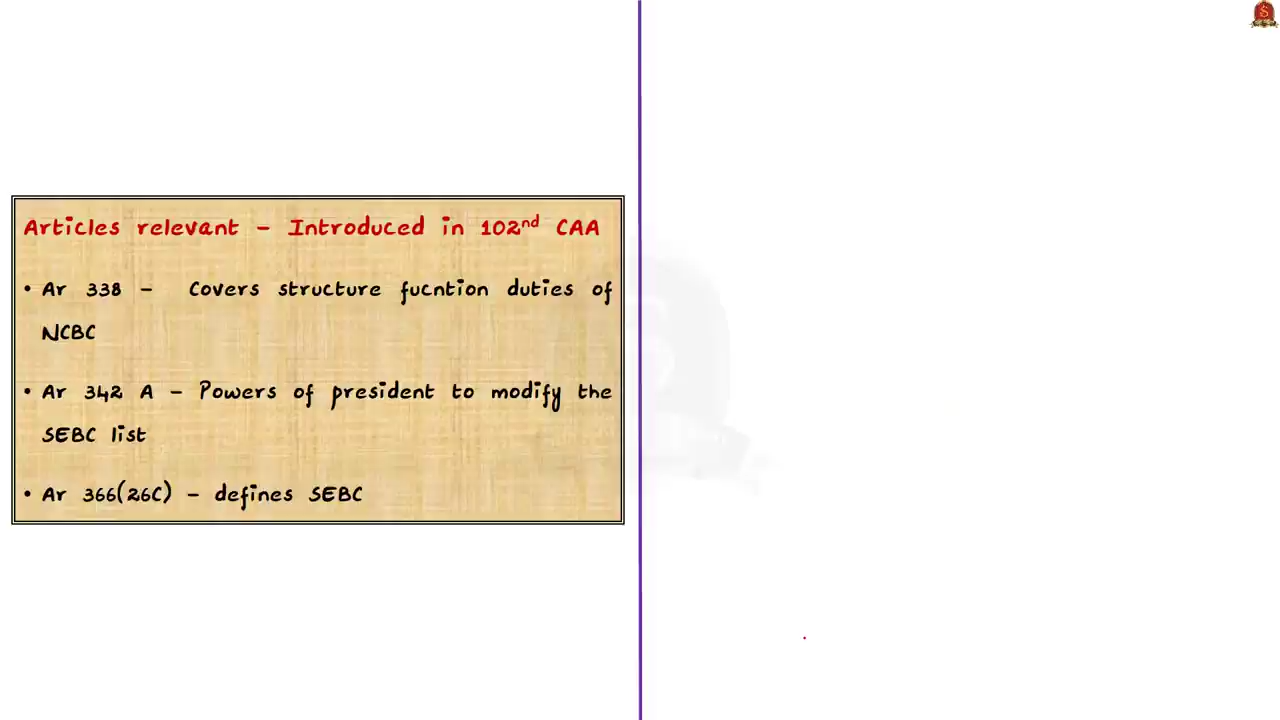 Articles relevant - Introduced in 102nd CAA
• Ar 338 - Covers structure fucntion duties of
NCBC
• Ar 342 A - Powers of president to modify the
SEBC list
• Ar 366(26C) - defines SEBC